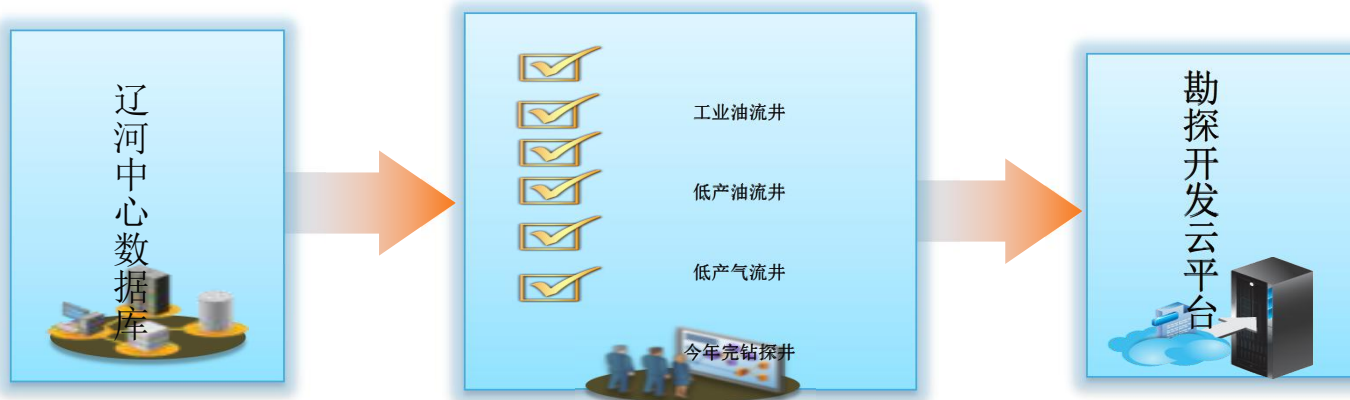 辽河中心数据库
工业油流井
低产油流井
低产气流井
今年完钻探井
勘探开发云平台